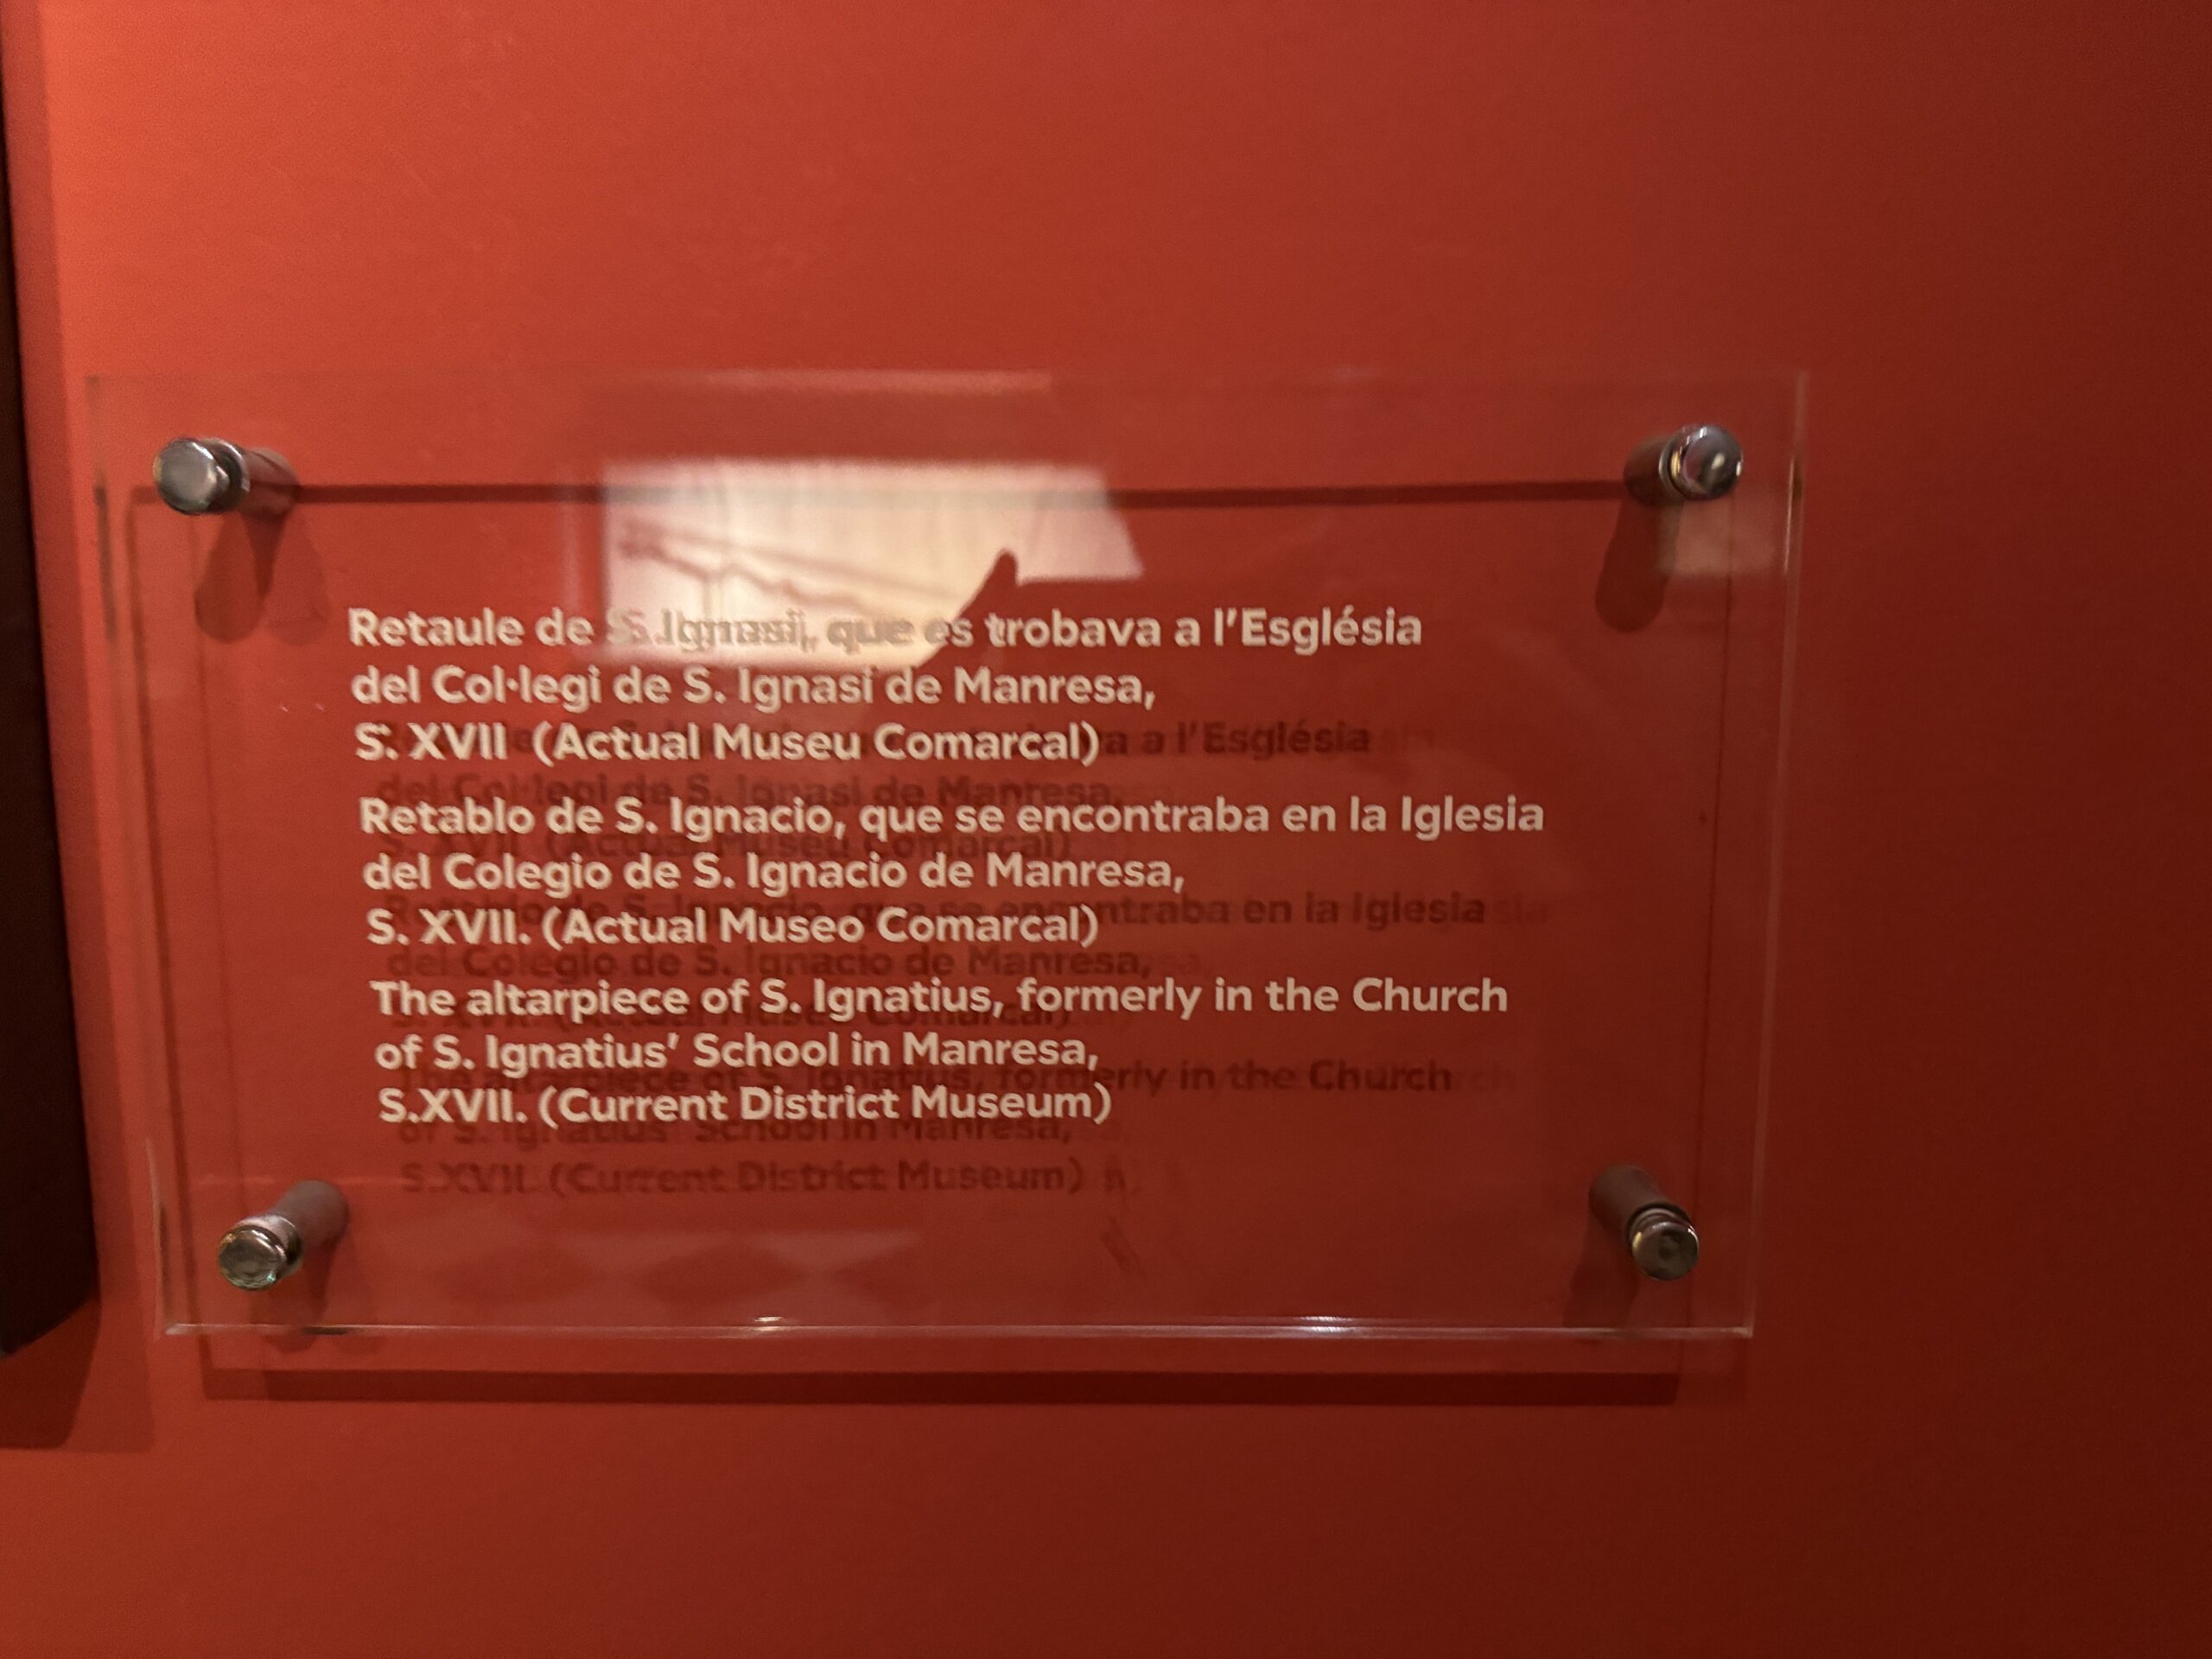 Retaule de S. Ignasi, que es trobava a l'Església
del Col·legi de S. Ignasi de Manresa,
S. XVII (Actual Museu Comarcal)
Retablo de S. Ignacio, que se encontraba en la Iglesia
del Colegio de S. Ignacio de Manresa,
S. XVII. (Actual Museo Comarcal)
The altarpiece of S. Ignatius, formerly in the Church
of S. Ignatius' School in Manresa,
S.XVII. (Current District Museum)